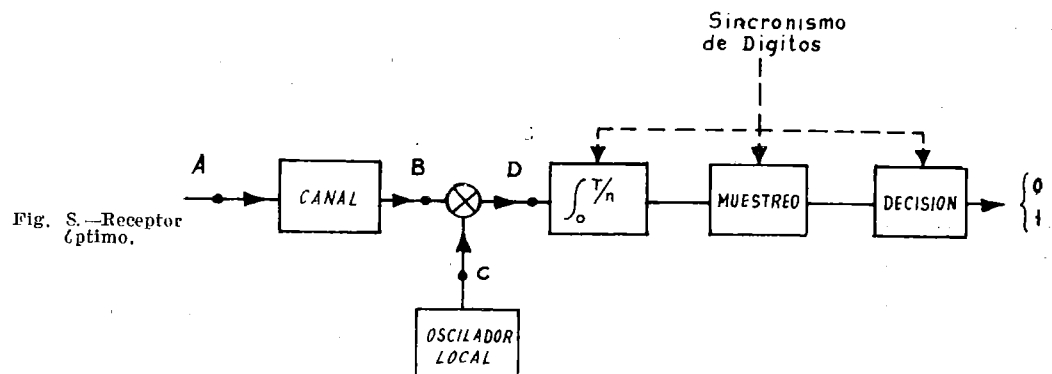 Sincronismo
de Digitos
A
CANAL
B
D
∫₀ T/n
MUESTREO
DECISION
{ 0
1
C
OSCILADOR
LOCAL
Fig. 8.—Receptor
óptimo.